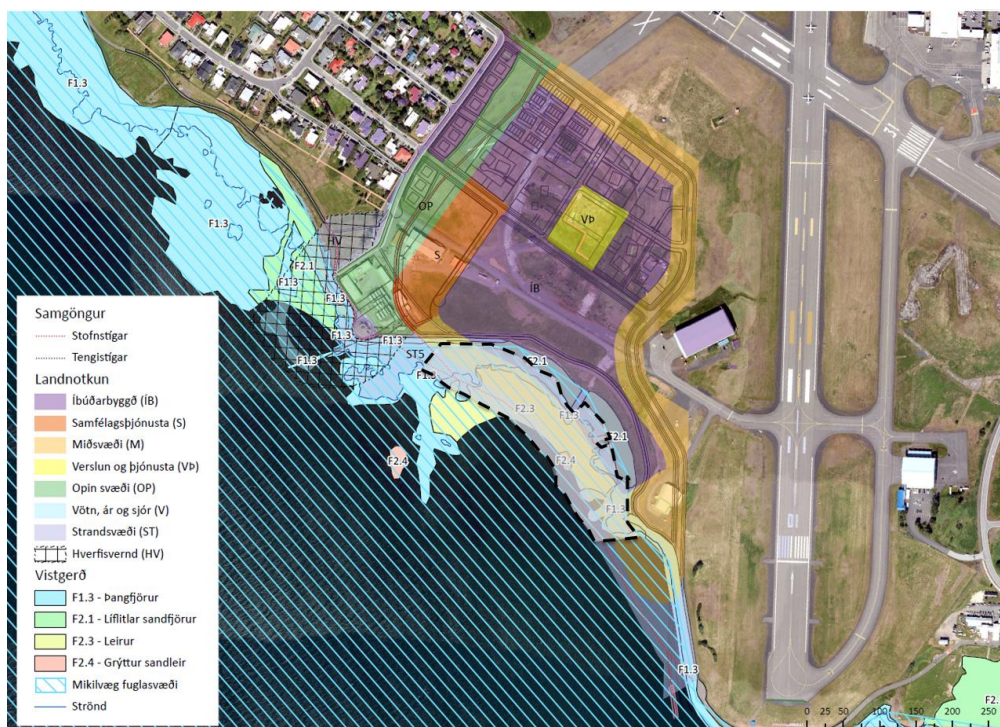 F1.3
F1.3
HV
F2.1
F1.3
F1.3
F1.3
F1.3
F1.3
OP
S
VÞ
ÍB
ST5
F2.1
F1.3
F2.3
F1.3
F2.1
F2.4
F2.4
F1.3
F1.3
F2.
Samgöngur
Stofnstígar
Tengistígar
Landnotkun
Íbúðarbyggð (ÍB)
Samfélagsþjónusta (S)
Miðsvæði (M)
Verslun og þjónusta (VÞ)
Opin svæði (OP)
Vötn, ár og sjór (V)
Strandsvæði (ST)
Hverfisvernd (HV)
Vistgerð
F1.3 - Þangfjörur
F2.1 - Líflitlar sandfjörur
F2.3 - Leirur
F2.4 - Grýttur sandleir
Mikilvæg fuglasvæði
Strönd
0 25 50 100 150 200 250